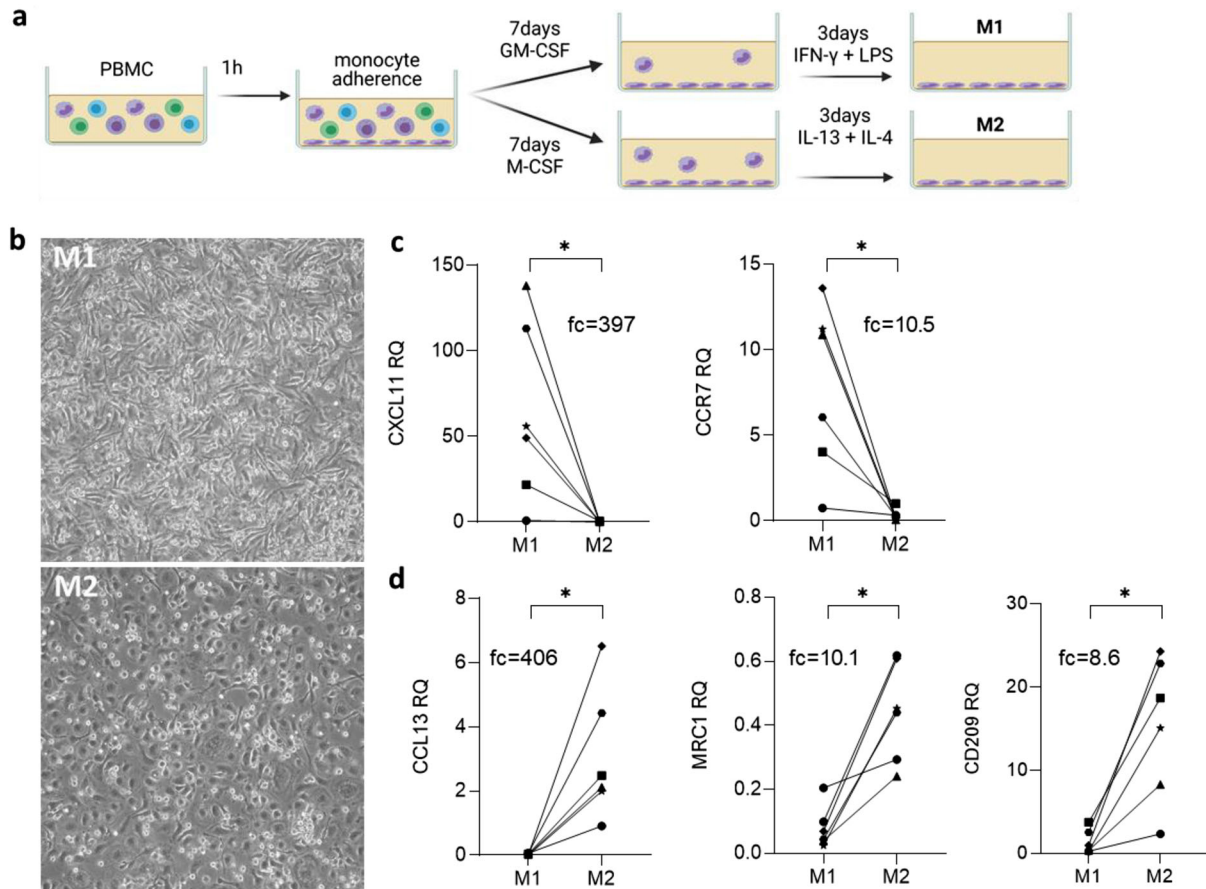 a
PBMC
1h
monocyte
adherence
7days
GM-CSF
7days
M-CSF
3days
IFN-γ + LPS
3days
IL-13 + IL-4
M1
M2
b
M1
M2
c
CXCL11 RQ
150
100
50
0
*
fc=397
M1 M2
CCR7 RQ
15
10
5
0
*
fc=10.5
M1 M2
d
CCL13 RQ
8
6
4
2
0
*
fc=406
M1 M2
MRC1 RQ
0.8
0.6
0.4
0.2
0.0
*
fc=10.1
M1 M2
CD209 RQ
30
20
10
0
*
fc=8.6
M1 M2